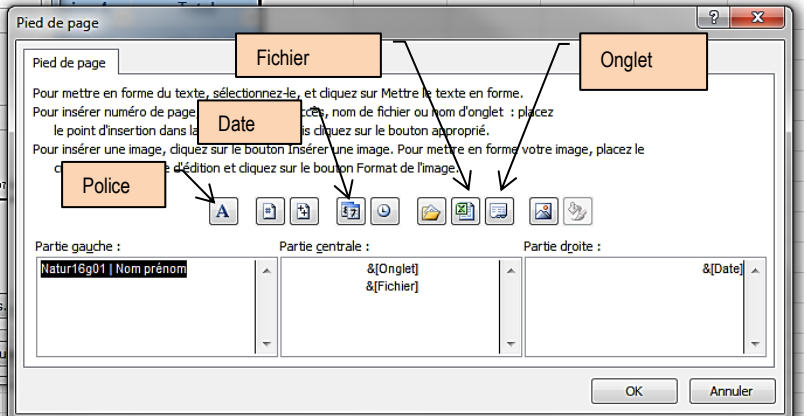 Pied de page
Pied de page
Fichier
Onglet
Date
Police
Pour mettre en forme du texte, sélectionnez-le, et cliquez sur Mettre le texte en forme.
Pour insérer numéro de page, nom de fichier ou nom d'onglet : placez
le point d'insertion dans la cliquez sur le bouton approprié.
Pour insérer une image, cliquez sur le bouton Insérer une image. Pour mettre en forme votre image, placez le
d'édition et cliquez sur le bouton Format de l'image.
Partie gauche :
Partie centrale :
Partie droite :
Natur16g01 | Nom prénom
&[Onglet]
&[Fichier]
&[Date]
OK
Annuler